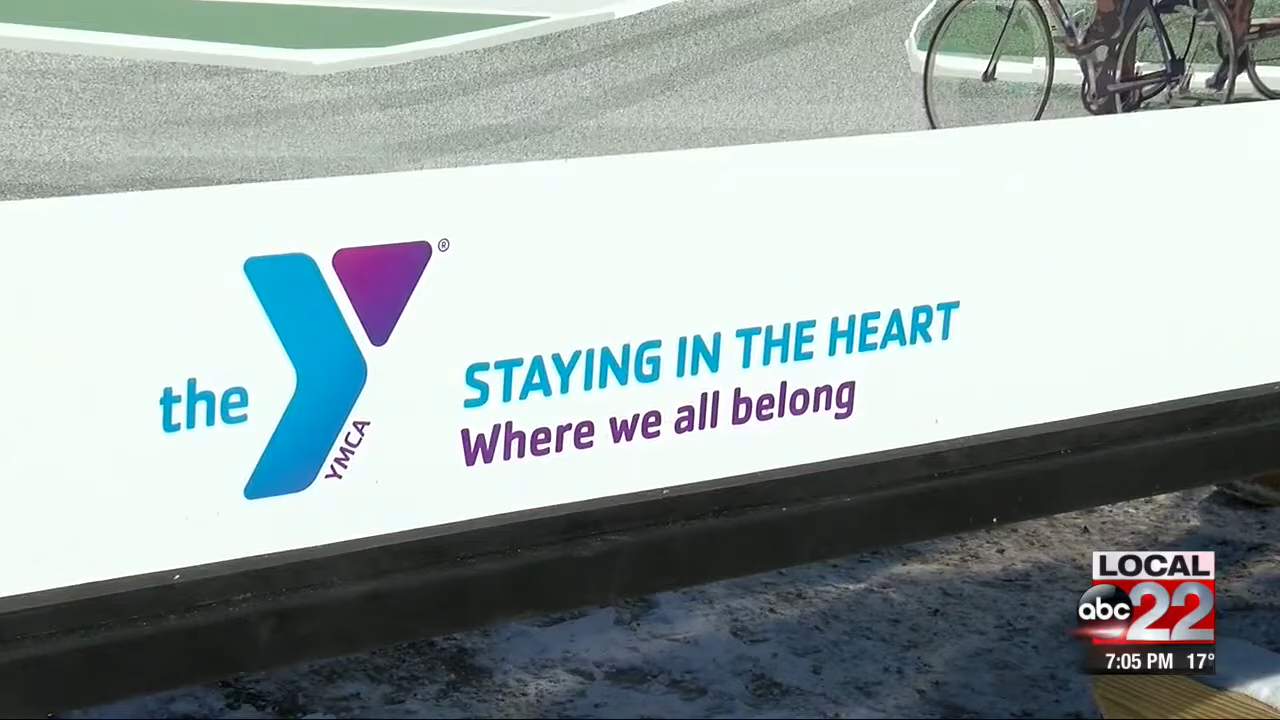 the
YMCA
®
STAYING IN THE HEART
Where we all belong
LOCAL
abc 22
7:05 PM 17°